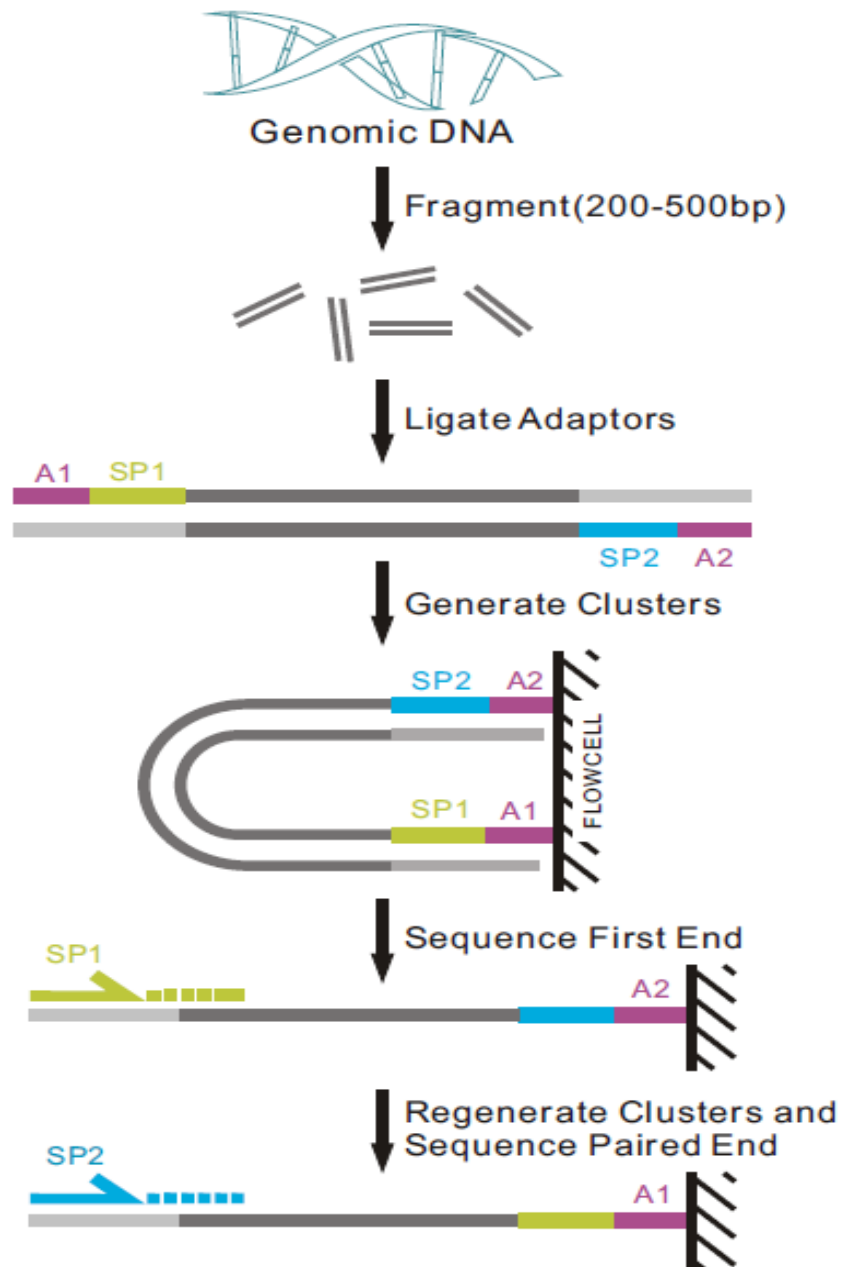 Genomic DNA
Fragment(200-500bp)
Ligate Adaptors
A1 SP1
SP2 A2
Generate Clusters
SP2 A2
FLOWCELL
SP1 A1
Sequence First End
SP1
A2
Regenerate Clusters and
Sequence Paired End
SP2
A1